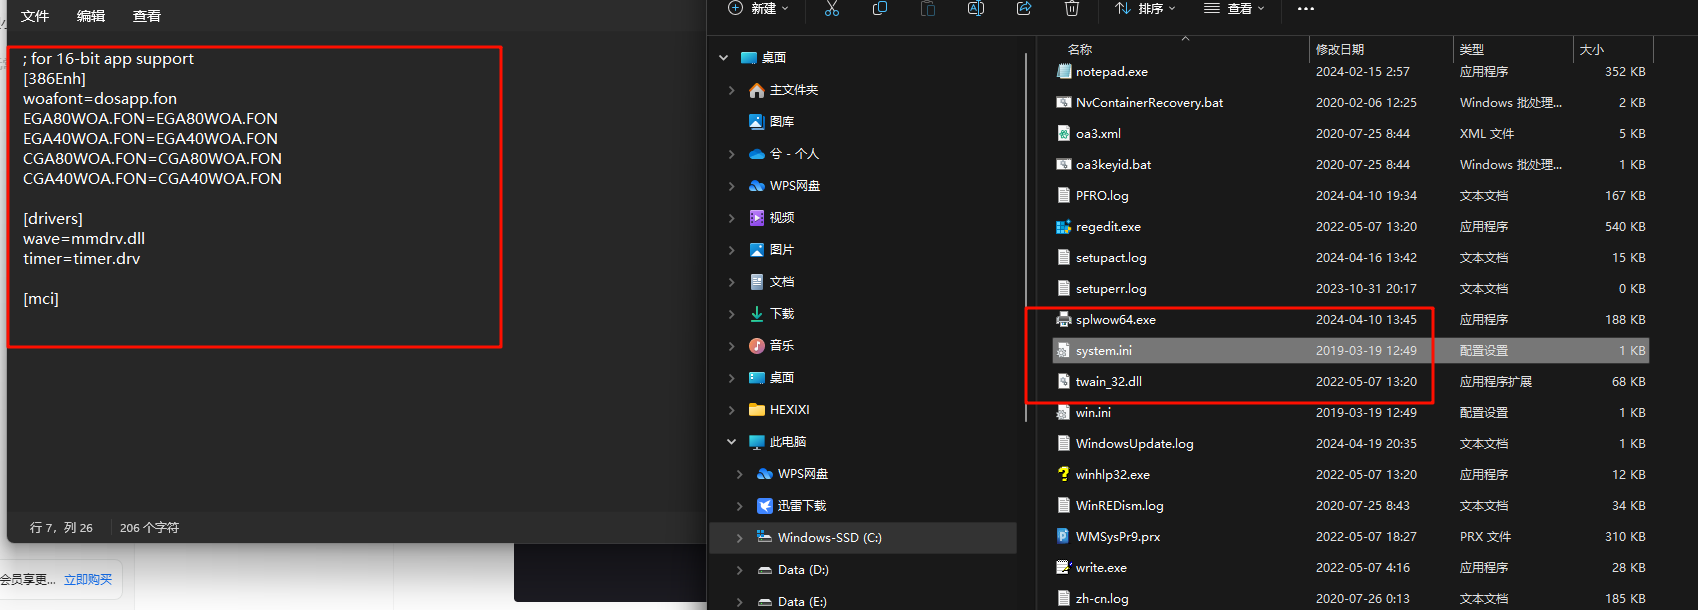 文件 编辑 查看
; for 16-bit app support
[386Enh]
woafont=dosapp.fon
EGA80WOA.FON=EGA80WOA.FON
EGA40WOA.FON=EGA40WOA.FON
CGA80WOA.FON=CGA80WOA.FON
CGA40WOA.FON=CGA40WOA.FON
[drivers]
wave=mmdrv.dll
timer=timer.drv
[mci]
行 7，列 26 206 个字符
会员享更... 立即购买
新建 排序 查看
桌面
主文件夹
图库
兮 - 个人
WPS网盘
视频
图片
文档
下载
音乐
桌面
HEXIXI
此电脑
WPS网盘
迅雷下载
Windows-SSD (C:)
Data (D:)
Data (E:)
名称 修改日期 类型 大小
notepad.exe 2024-02-15 2:57 应用程序 352 KB
NvContainerRecovery.bat 2020-02-06 12:25 Windows 批处理... 2 KB
oa3.xml 2020-07-25 8:44 XML 文件 5 KB
oa3keyid.bat 2020-07-25 8:44 Windows 批处理... 1 KB
PFRO.log 2024-04-10 19:34 文本文档 167 KB
regedit.exe 2022-05-07 13:20 应用程序 540 KB
setupact.log 2024-04-16 13:42 文本文档 15 KB
setuperr.log 2023-10-31 20:17 文本文档 0 KB
splwow64.exe 2024-04-10 13:45 应用程序 188 KB
system.ini 2019-03-19 12:49 配置设置 1 KB
twain_32.dll 2022-05-07 13:20 应用程序扩展 68 KB
win.ini 2019-03-19 12:49 配置设置 1 KB
WindowsUpdate.log 2024-04-19 20:35 文本文档 1 KB
winhlp32.exe 2022-05-07 13:20 应用程序 12 KB
WinREDism.log 2020-07-25 8:43 文本文档 34 KB
WMSysPr9.prx 2022-05-07 18:27 PRX 文件 310 KB
write.exe 2022-05-07 4:16 应用程序 28 KB
zh-cn.log 2020-07-26 0:13 文本文档 185 KB